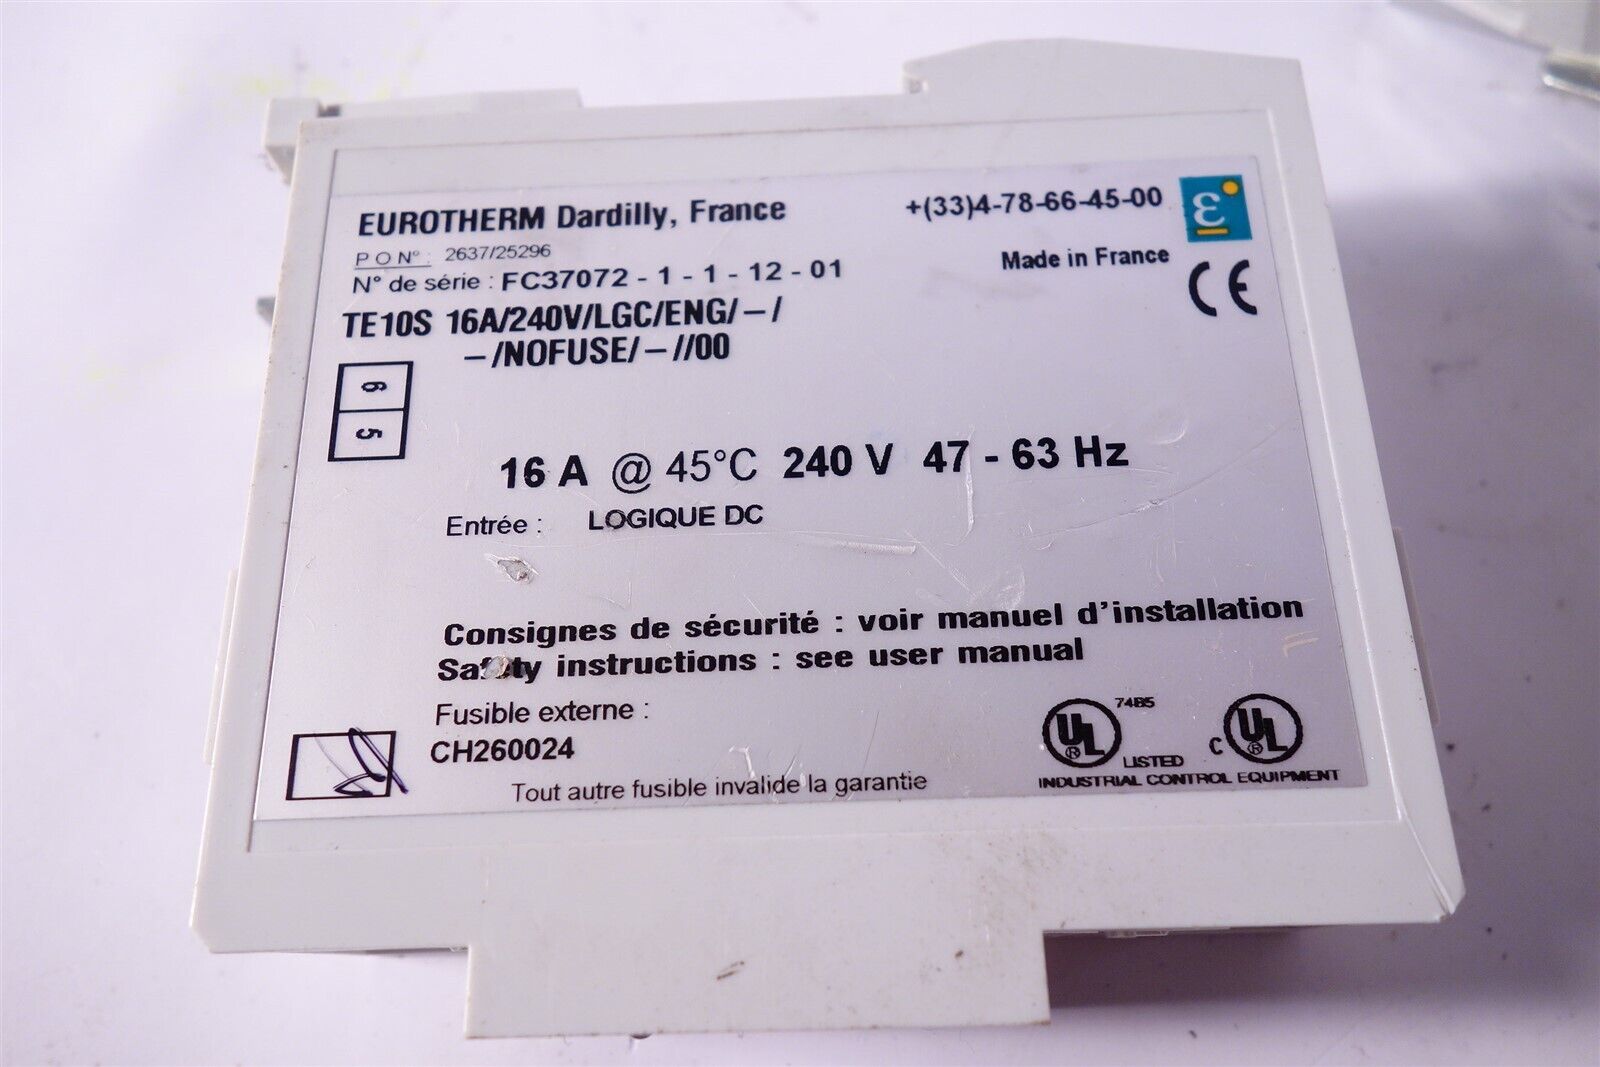 EUROTHERM Dardilly, France +(33)4-78-66-45-00
P O N° : 2637/25296
Made in France
N° de série : FC37072 - 1 - 1 - 12 - 01
CE
TE10S 16A/240V/LGC/ENG/–/
–/NOFUSE/–//00
6
5
16 A @ 45°C 240 V 47 - 63 Hz
Entrée : LOGIQUE DC
Consignes de sécurité : voir manuel d'installation
Safety instructions : see user manual
Fusible externe :
CH260024
Tout autre fusible invalide la garantie
UL ® 74B5 LISTED C UL ®
INDUSTRIAL CONTROL EQUIPMENT